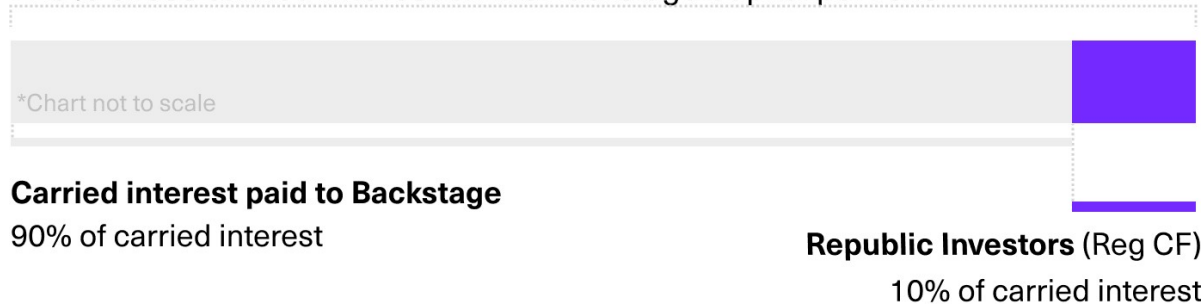 *Chart not to scale
Carried interest paid to Backstage
90% of carried interest
Republic Investors (Reg CF)
10% of carried interest